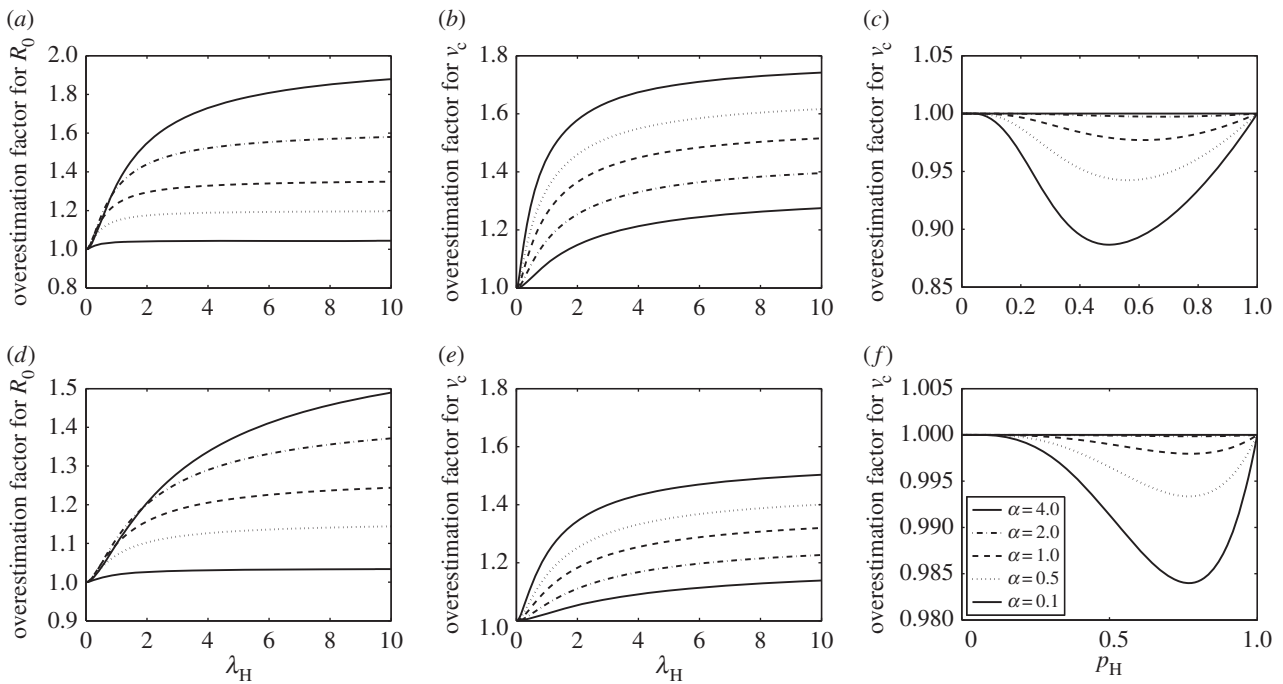 (a)
overestimation factor for R0
2.0
1.8
1.6
1.4
1.2
1.0
0.8
0 2 4 6 8 10
(b)
overestimation factor for vc
1.8
1.6
1.4
1.2
1.0
0 2 4 6 8 10
(c)
overestimation factor for vc
1.05
1.00
0.95
0.90
0.85
0 0.2 0.4 0.6 0.8 1.0
(d)
overestimation factor for R0
1.5
1.4
1.3
1.2
1.1
1.0
0.9
0 2 4 6 8 10
λH
(e)
overestimation factor for vc
1.8
1.6
1.4
1.2
1.0
0 2 4 6 8 10
λH
(f)
overestimation factor for vc
1.005
1.000
0.995
0.990
0.985
0.980
α=4.0
α=2.0
α=1.0
α=0.5
α=0.1
0 0.5 1.0
pH